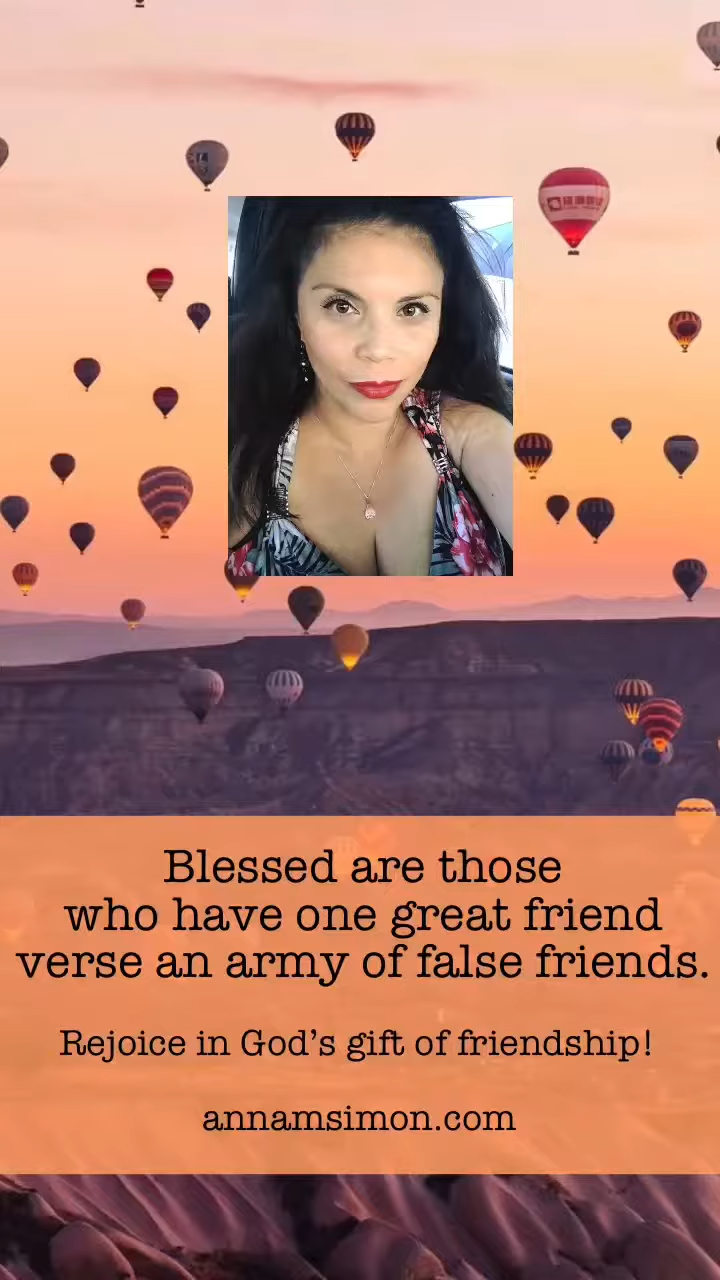 Blessed are those
who have one great friend
verse an army of false friends.
Rejoice in God's gift of friendship!
annamsimon.com